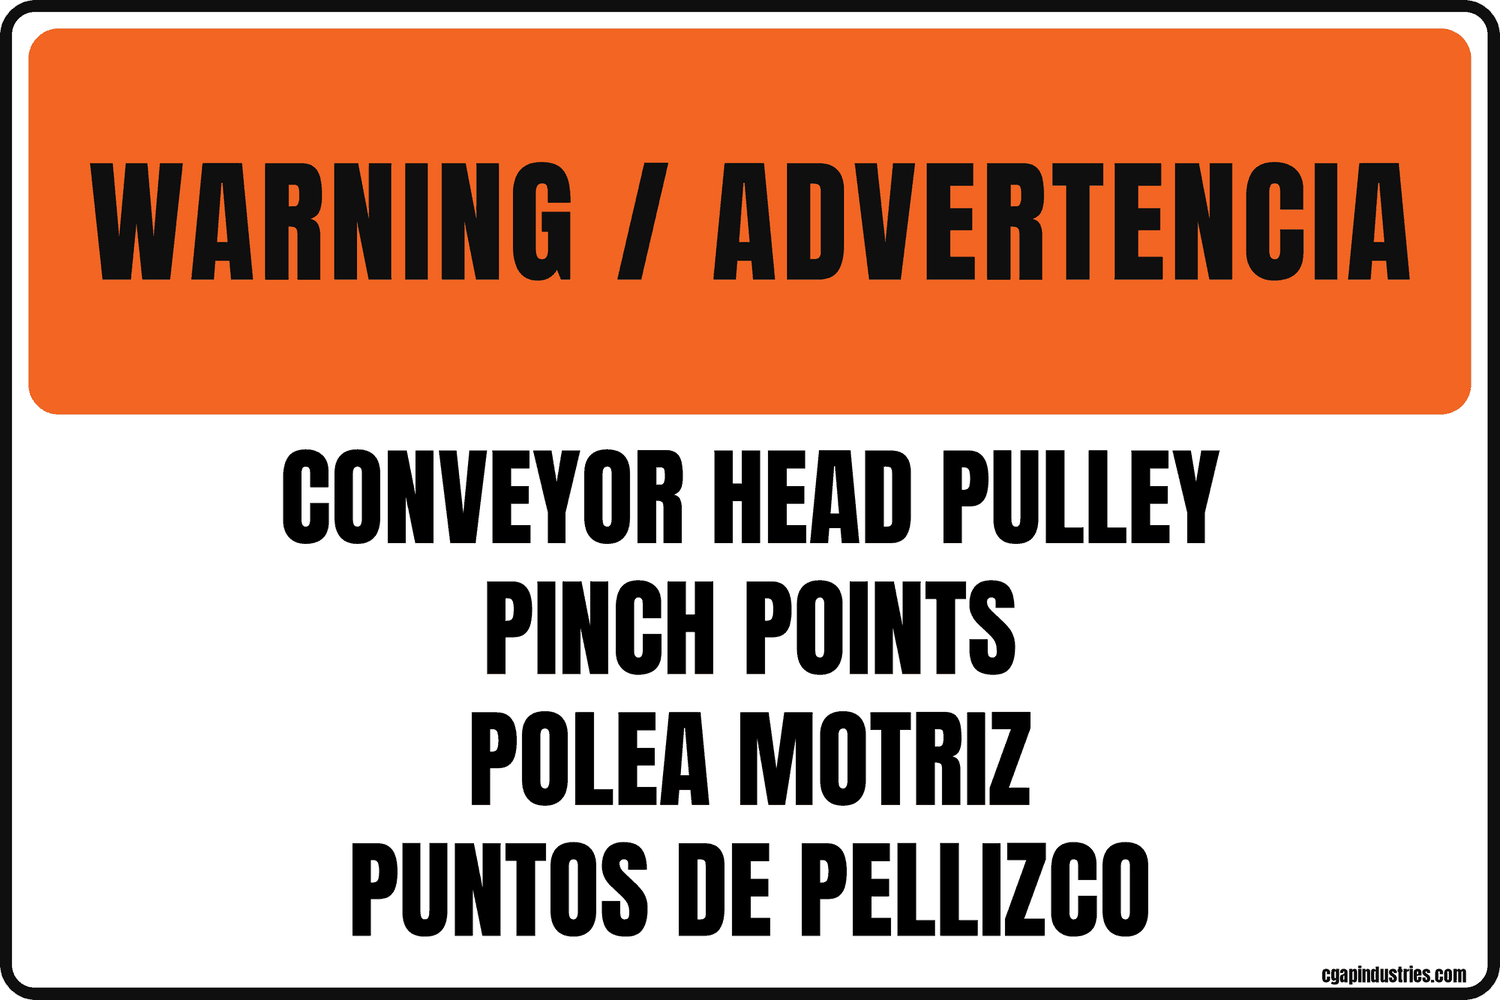 WARNING / ADVERTENCIA
CONVEYOR HEAD PULLEY
PINCH POINTS
POLEA MOTRIZ
PUNTOS DE PELLIZCO
cgapindustries.com